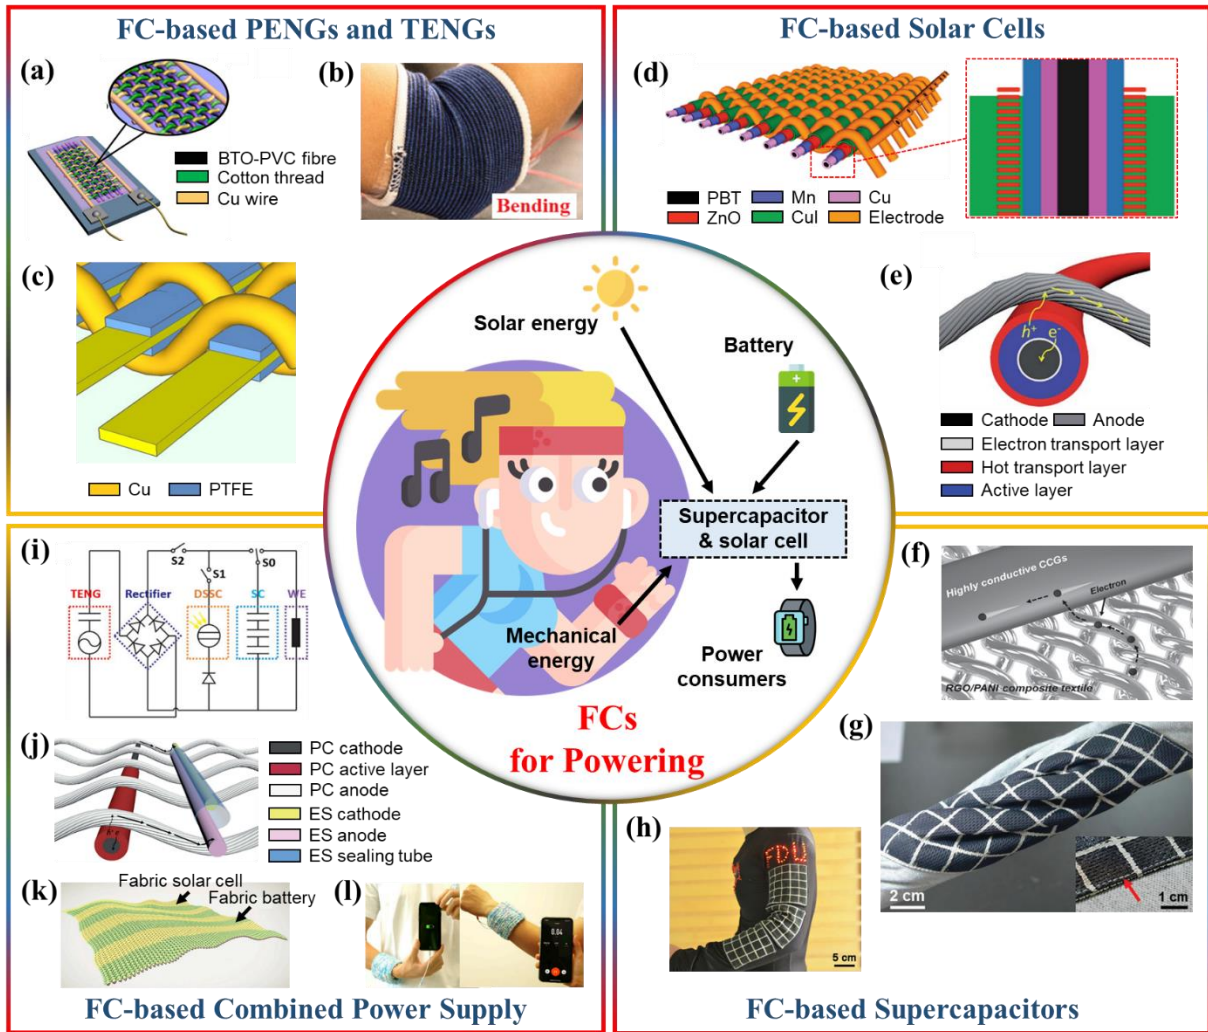 FC-based PENGs and TENGs
(a)
BTO-PVC fibre
Cotton thread
Cu wire
(b)
Bending
(c)
Cu
PTFE
FC-based Solar Cells
(d)
PBT
Mn
Cu
ZnO
CuI
Electrode
(e)
h+
e-
Cathode
Anode
Electron transport layer
Hot transport layer
Active layer
Solar energy
Battery
Supercapacitor
& solar cell
Mechanical
energy
Power
consumers
FCs
for Powering
(i)
S2
S1
S0
TENG
Rectifier
DSSC
SC
WE
(j)
PC cathode
PC active layer
PC anode
ES cathode
ES anode
ES sealing tube
(k)
Fabric solar cell
Fabric battery
(l)
0.04
FC-based Combined Power Supply
(f)
Highly conductive CCGs
Electron
RGO/PANI composite textile
(g)
2 cm
1 cm
(h)
FDU
5 cm
FC-based Supercapacitors